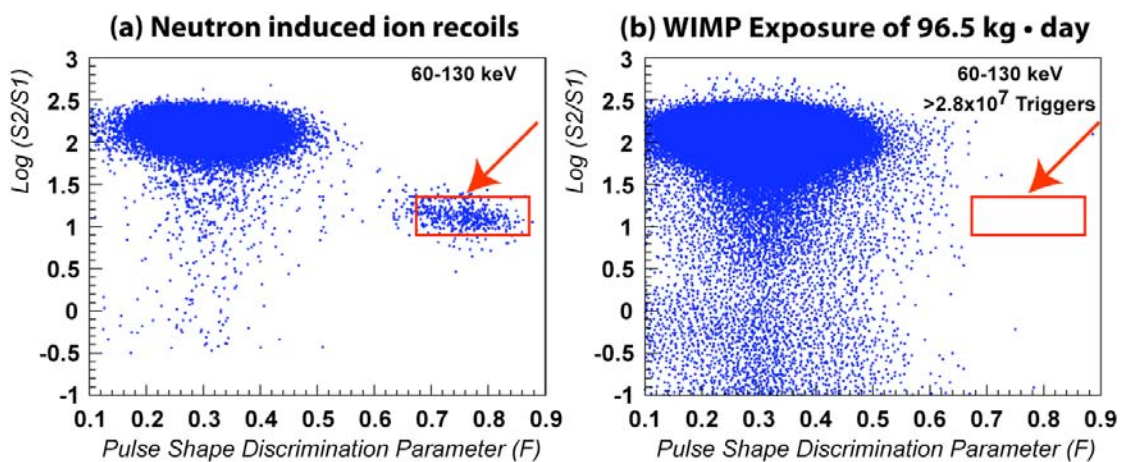 (a) Neutron induced ion recoils
60-130 keV
Log (S2/S1)
3
2.5
2
1.5
1
0.5
0
-0.5
-1
0.1 0.2 0.3 0.4 0.5 0.6 0.7 0.8 0.9
Pulse Shape Discrimination Parameter (F)
(b) WIMP Exposure of 96.5 kg • day
60-130 keV
>2.8x10⁷ Triggers
Log (S2/S1)
3
2.5
2
1.5
1
0.5
0
-0.5
-1
0.1 0.2 0.3 0.4 0.5 0.6 0.7 0.8 0.9
Pulse Shape Discrimination Parameter (F)